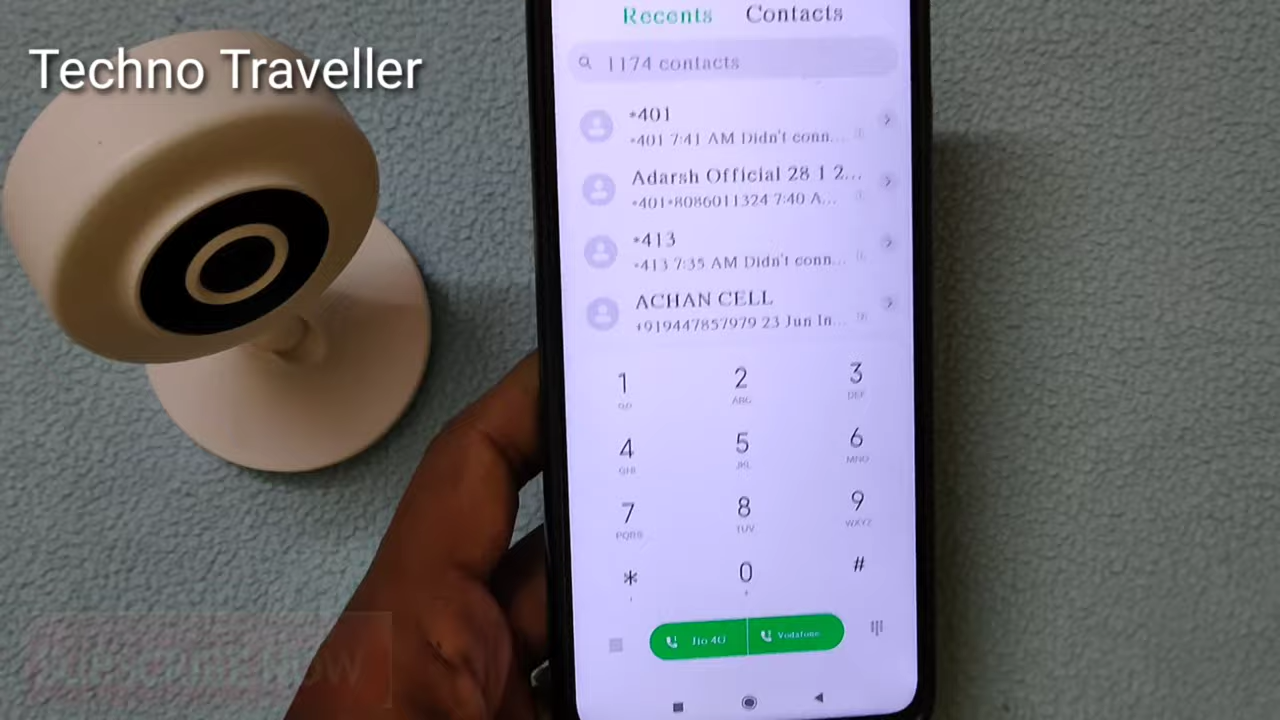 Techno Traveller
Recents Contacts
1174 contacts
*401
*401 7:41 AM Didn't conn...
Adarsh Official 28 1 2...
*401*8086011324 7:40 A...
*413
*413 7:35 AM Didn't conn...
ACHAN CELL
+919447857979 23 Jun In...
1 2 3
ABC DEF
4 5 6
GHI JKL MNO
7 8 9
PQRS TUV WXYZ
* 0 #
, +
Jio 4G Vodafone
SUBSCRIBE NOW